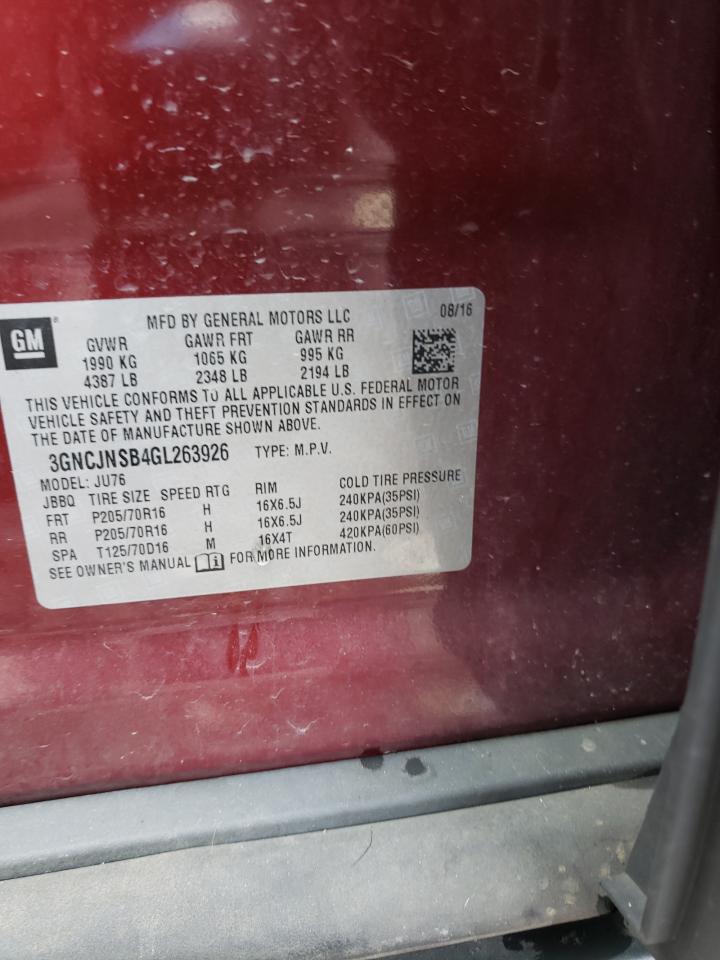 GM
MFD BY GENERAL MOTORS LLC 08/16
GVWR GAWR FRT GAWR RR
1990 KG 1065 KG 995 KG
4387 LB 2348 LB 2194 LB
THIS VEHICLE CONFORMS TO ALL APPLICABLE U.S. FEDERAL MOTOR
VEHICLE SAFETY AND THEFT PREVENTION STANDARDS IN EFFECT ON
THE DATE OF MANUFACTURE SHOWN ABOVE.
3GNCJNSB4GL263926 TYPE: M.P.V.
MODEL: JU76
JBBQ TIRE SIZE SPEED RTG RIM COLD TIRE PRESSURE
FRT P205/70R16 H 16X6.5J 240KPA(35PSI)
RR P205/70R16 H 16X6.5J 240KPA(35PSI)
SPA T125/70D16 M 16X4T 420KPA(60PSI)
SEE OWNER'S MANUAL FOR MORE INFORMATION.